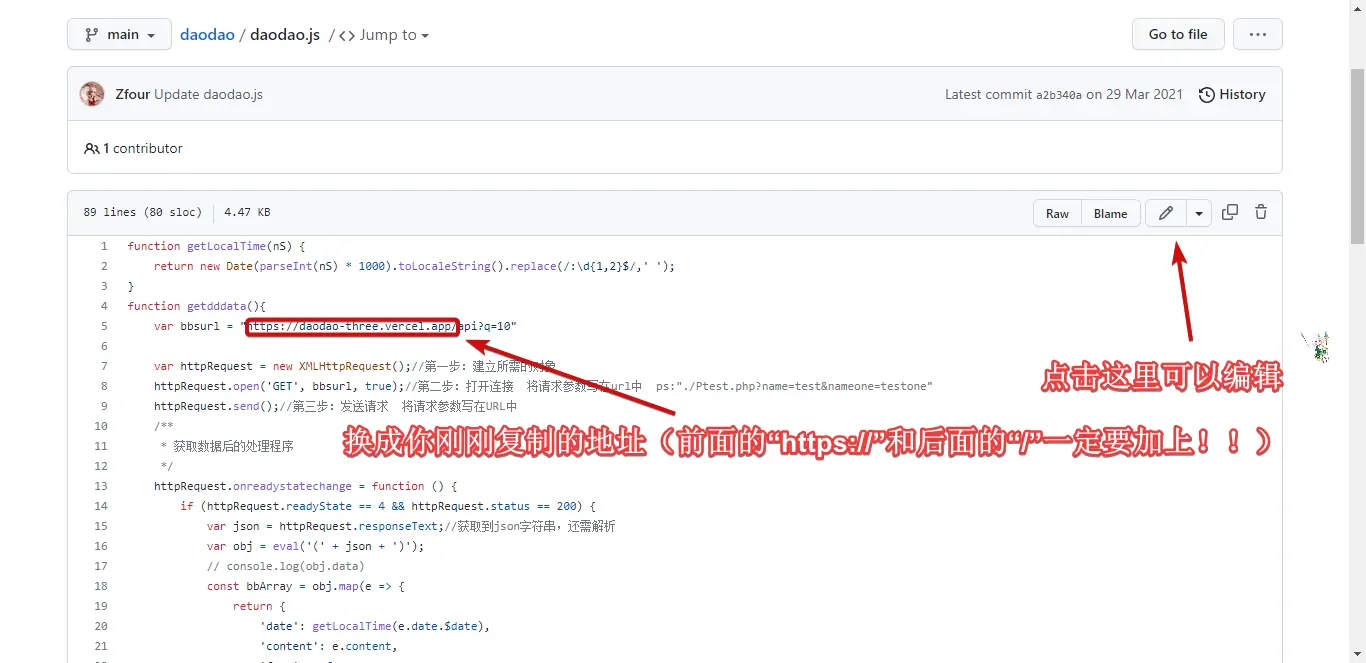 main daodao / daodao.js / <> Jump to Go to file ...
Zfour Update daodao.js Latest commit a2b340a on 29 Mar 2021 History
1 contributor
89 lines (80 sloc) 4.47 KB Raw Blame
1 function getLocalTime(nS) {
2 return new Date(parseInt(nS) * 1000).toLocaleString().replace(/:\d{1,2}$/,' ');
3 }
4 function getdddata(){
5 var bbsurl = "https://daodao-three.vercel.app/api?q=10"
6
7 var httpRequest = new XMLHttpRequest();//第一步：建立所需的对象
8 httpRequest.open('GET', bbsurl, true);//第二步：打开连接 将请求参数写在url中 ps:"./Ptest.php?name=test&nameone=testone"
点击这里可以编辑
9 httpRequest.send();//第三步：发送请求 将请求参数写在URL中
10 /**
换成你刚刚复制的地址（前面的“https://”和后面的“/”一定要加上！！）
11 * 获取数据后的处理程序
12 */
13 httpRequest.onreadystatechange = function () {
14 if (httpRequest.readyState == 4 && httpRequest.status == 200) {
15 var json = httpRequest.responseText;//获取到json字符串，还需解析
16 var obj = eval('(' + json + ')');
17 // console.log(obj.data)
18 const bbArray = obj.map(e => {
19 return {
20 'date': getLocalTime(e.date.$date),
21 'content': e.content,